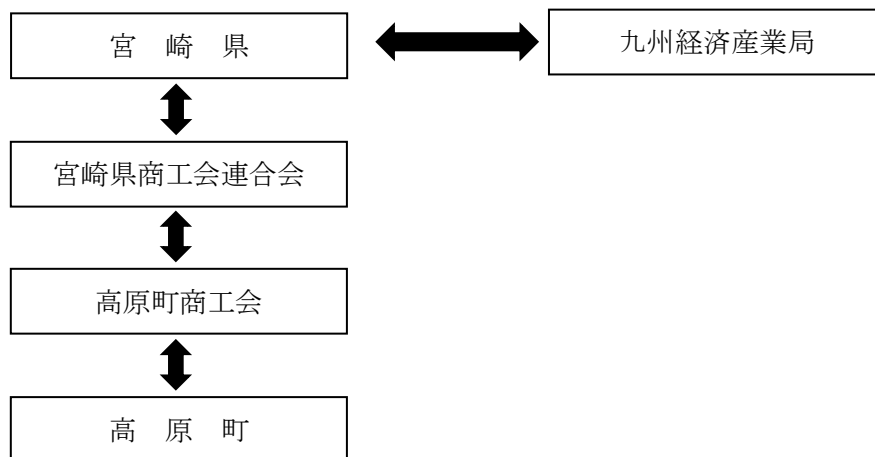 宮　崎　県
九州経済産業局
宮崎県商工会連合会
高原町商工会
高　原　町